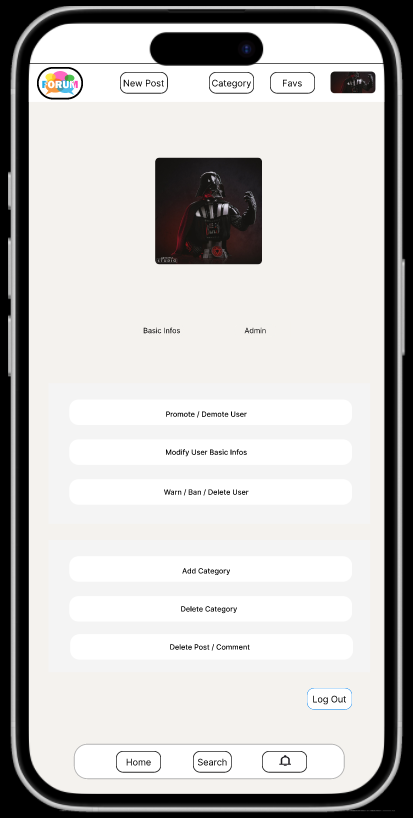 FORUM
New Post
Category
Favs
STUDIO
Basic Infos
Admin
Promote / Demote User
Modify User Basic Infos
Warn / Ban / Delete User
Add Category
Delete Category
Delete Post / Comment
Log Out
Home
Search